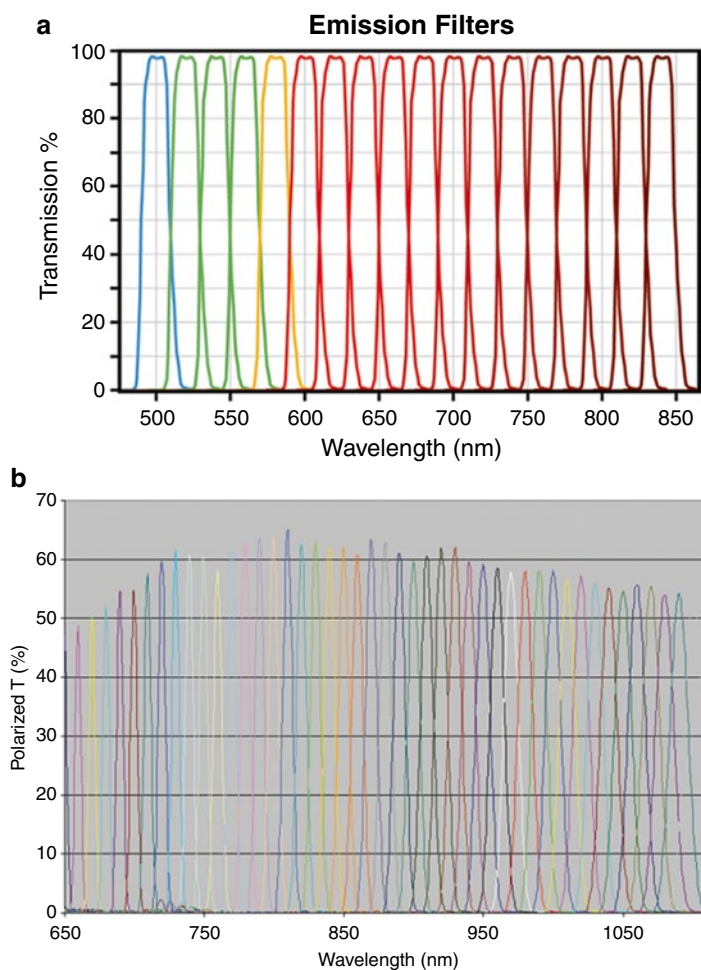 a
Emission Filters
100
80
60
40
20
0
Transmission %
500 550 600 650 700 750 800 850
Wavelength (nm)
b
70
60
50
40
30
20
10
0
Polarized T (%)
650 750 850 950 1050
Wavelength (nm)